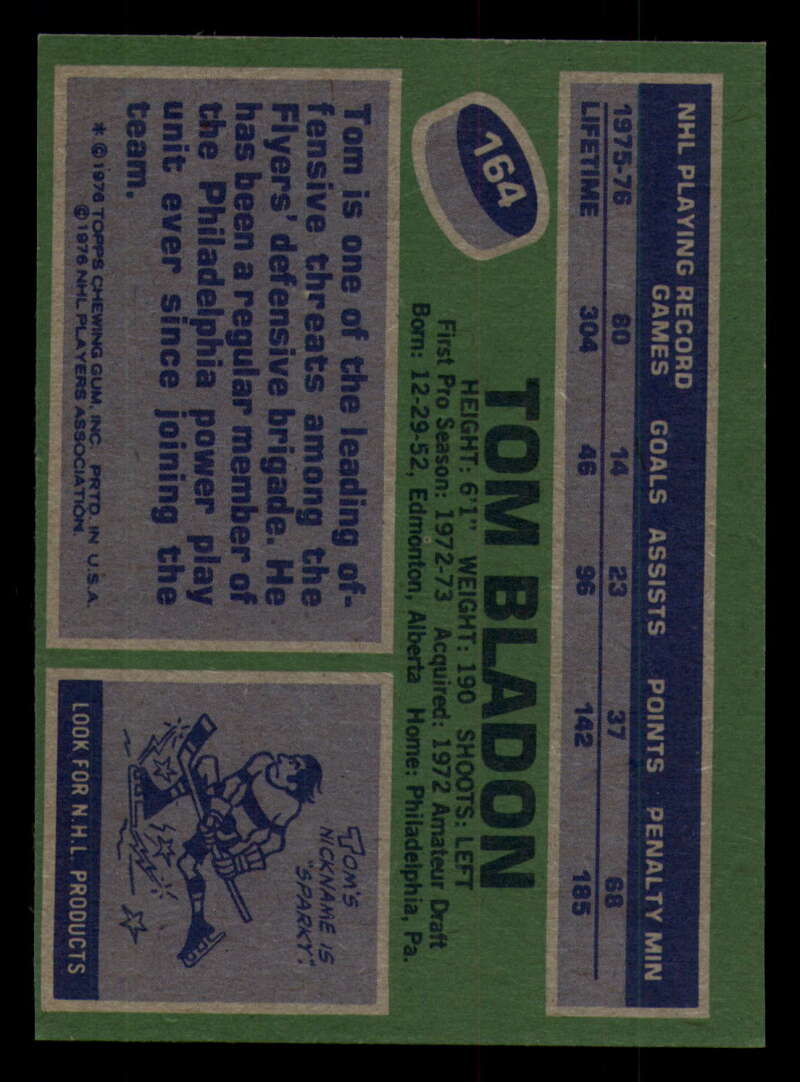 NHL PLAYING RECORD
GAMES GOALS ASSISTS POINTS PENALTY MIN
1975-76 80 14 23 37 68
LIFETIME 304 46 96 142 185
164
TOM BLADON
HEIGHT: 6'1" WEIGHT: 190 SHOOTS: LEFT
First Pro Season: 1972-73 Acquired: 1972 Amateur Draft
Born: 12-29-52, Edmonton, Alberta Home: Philadelphia, Pa.
Tom is one of the leading of-
fensive threats among the
Flyers' defensive brigade. He
has been a regular member of
the Philadelphia power play
unit ever since joining the
team.
* ©1976 TOPPS CHEWING GUM, INC. PRTD. IN U.S.A.
©1976 NHL PLAYERS ASSOCIATION.
TOM'S
NICKNAME IS
"SPARKY."
LOOK FOR N.H.L. PRODUCTS